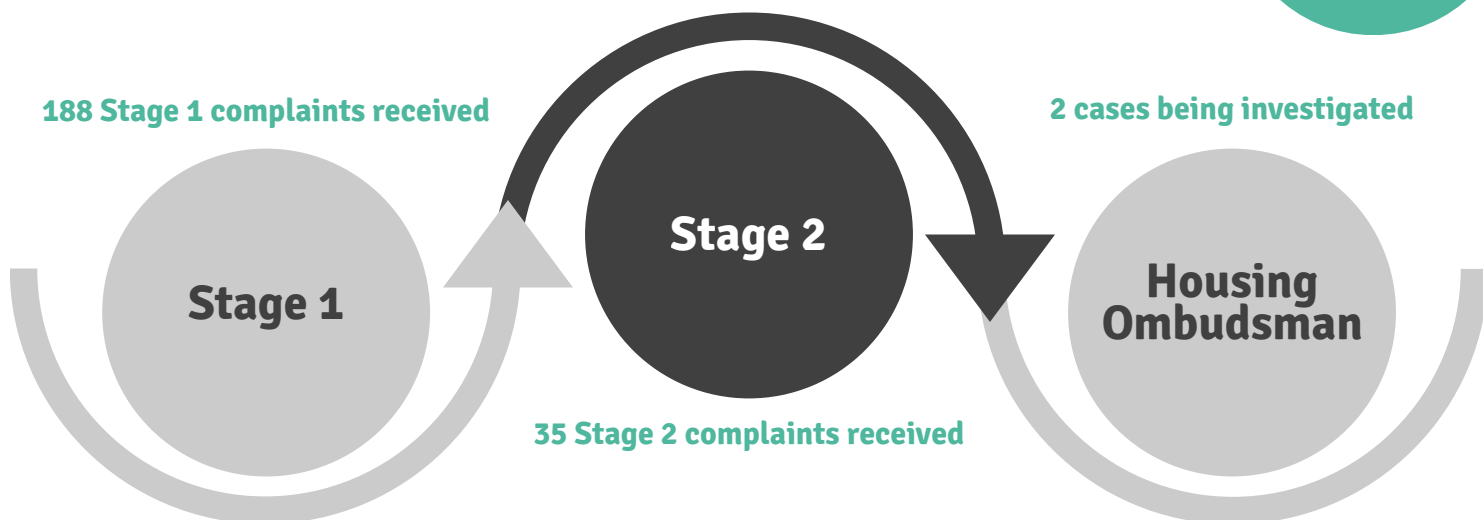 188 Stage 1 complaints received
Stage 1
Stage 2
35 Stage 2 complaints received
2 cases being investigated
Housing
Ombudsman